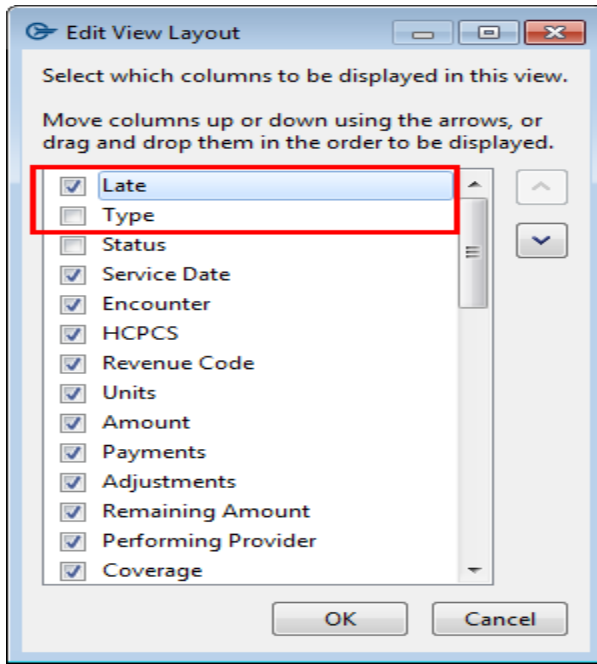 Edit View Layout
Select which columns to be displayed in this view.
Move columns up or down using the arrows, or
drag and drop them in the order to be displayed.
Late
Type
Status
Service Date
Encounter
HCPCS
Revenue Code
Units
Amount
Payments
Adjustments
Remaining Amount
Performing Provider
Coverage
OK Cancel